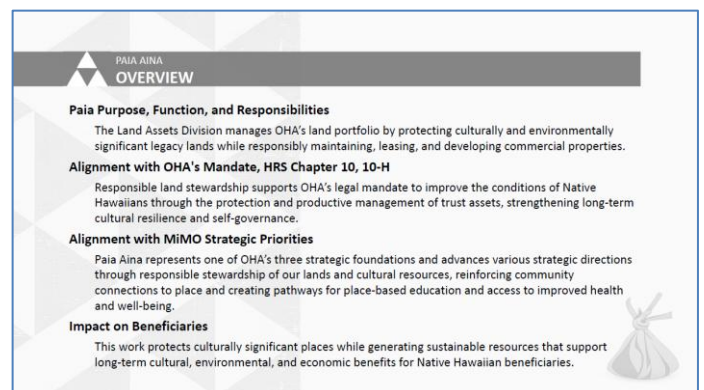 PAIA AINA
OVERVIEW
Paia Purpose, Function, and Responsibilities
The Land Assets Division manages OHA's land portfolio by protecting culturally and environmentally
significant legacy lands while responsibly maintaining, leasing, and developing commercial properties.
Alignment with OHA's Mandate, HRS Chapter 10, 10-H
Responsible land stewardship supports OHA's legal mandate to improve the conditions of Native
Hawaiians through the protection and productive management of trust assets, strengthening long-term
cultural resilience and self-governance.
Alignment with MiMO Strategic Priorities
Paia Aina represents one of OHA's three strategic foundations and advances various strategic directions
through responsible stewardship of our lands and cultural resources, reinforcing community
connections to place and creating pathways for place-based education and access to improved health
and well-being.
Impact on Beneficiaries
This work protects culturally significant places while generating sustainable resources that support
long-term cultural, environmental, and economic benefits for Native Hawaiian beneficiaries.